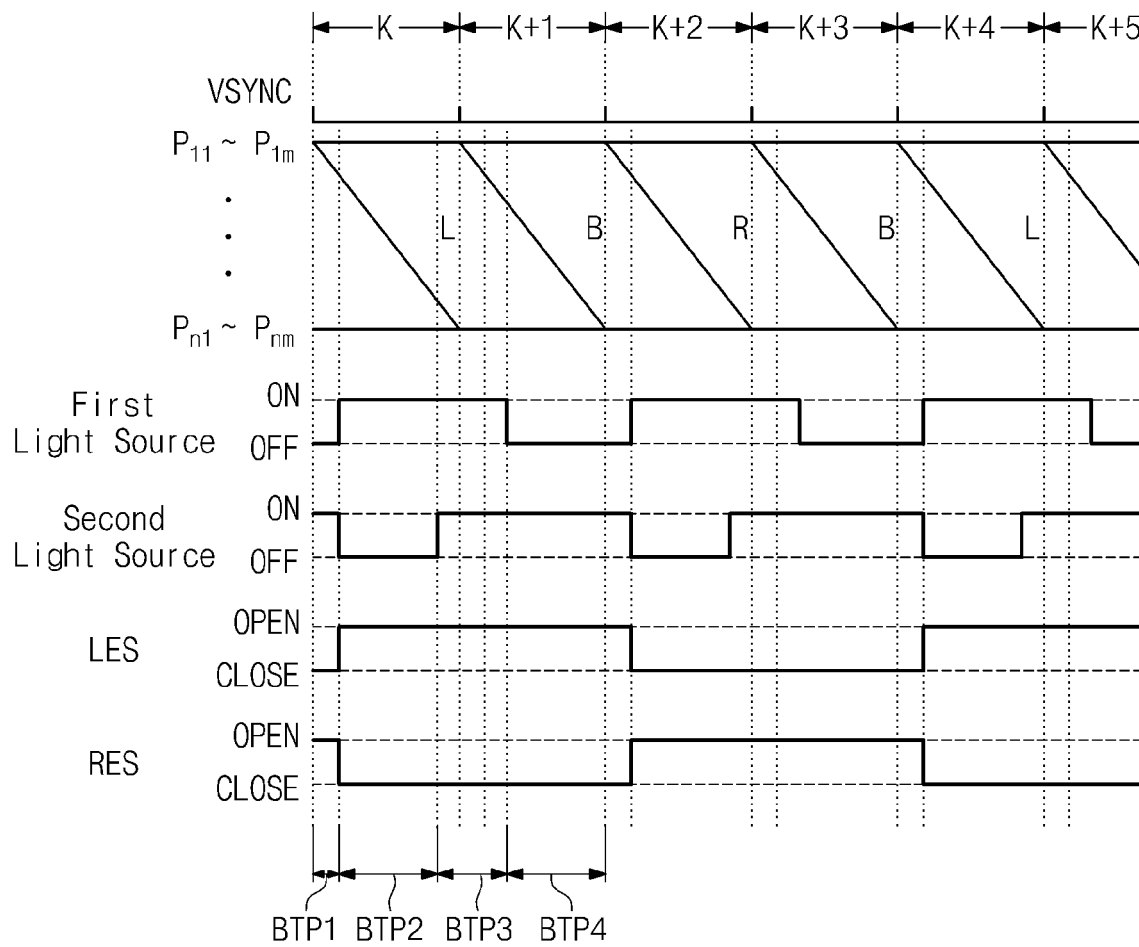 K K+1 K+2 K+3 K+4 K+5
VSYNC
P11 ~ P1m
L B R B L
Pn1 ~ Pnm
First Light Source
ON
OFF
Second Light Source
ON
OFF
LES
OPEN
CLOSE
RES
OPEN
CLOSE
BTP1 BTP2 BTP3 BTP4